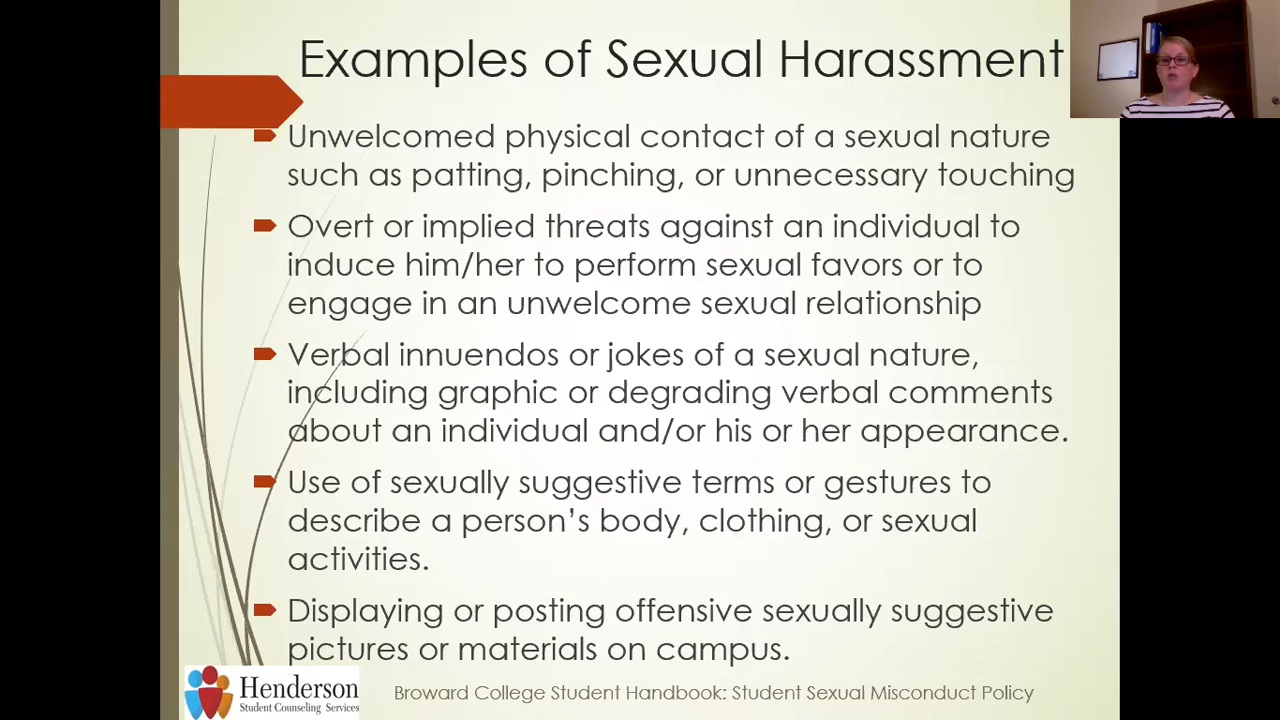 Examples of Sexual Harassment
Unwelcomed physical contact of a sexual nature
such as patting, pinching, or unnecessary touching
Overt or implied threats against an individual to
induce him/her to perform sexual favors or to
engage in an unwelcome sexual relationship
Verbal innuendos or jokes of a sexual nature,
including graphic or degrading verbal comments
about an individual and/or his or her appearance.
Use of sexually suggestive terms or gestures to
describe a person’s body, clothing, or sexual
activities.
Displaying or posting offensive sexually suggestive
pictures or materials on campus.
Henderson
Student Counseling Services
Broward College Student Handbook: Student Sexual Misconduct Policy